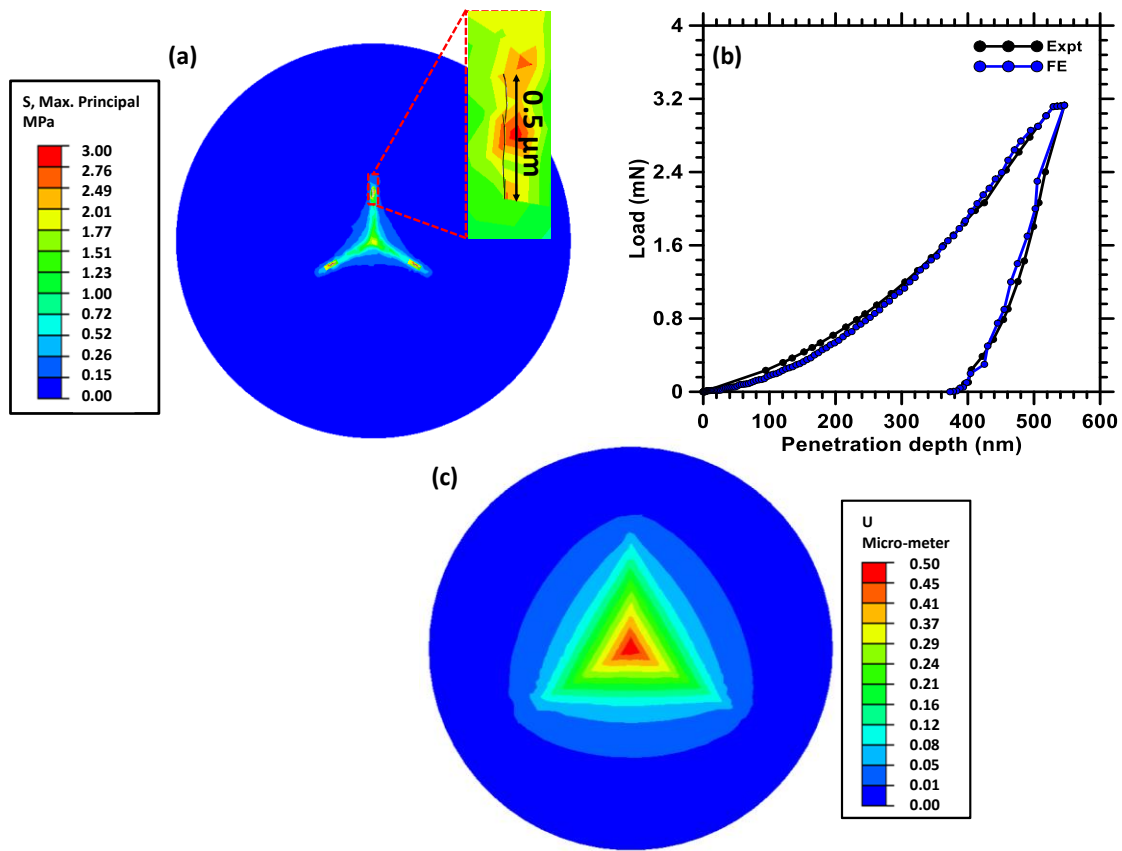 (a)
S, Max. Principal
MPa
3.00
2.76
2.49
2.01
1.77
1.51
1.23
1.00
0.72
0.52
0.26
0.15
0.00
0.5 μm
(b)
Expt
FE
4
3.2
2.4
1.6
0.8
0
Load (mN)
0 100 200 300 400 500 600
Penetration depth (nm)
(c)
U
Micro-meter
0.50
0.45
0.41
0.37
0.29
0.24
0.21
0.16
0.12
0.08
0.05
0.01
0.00